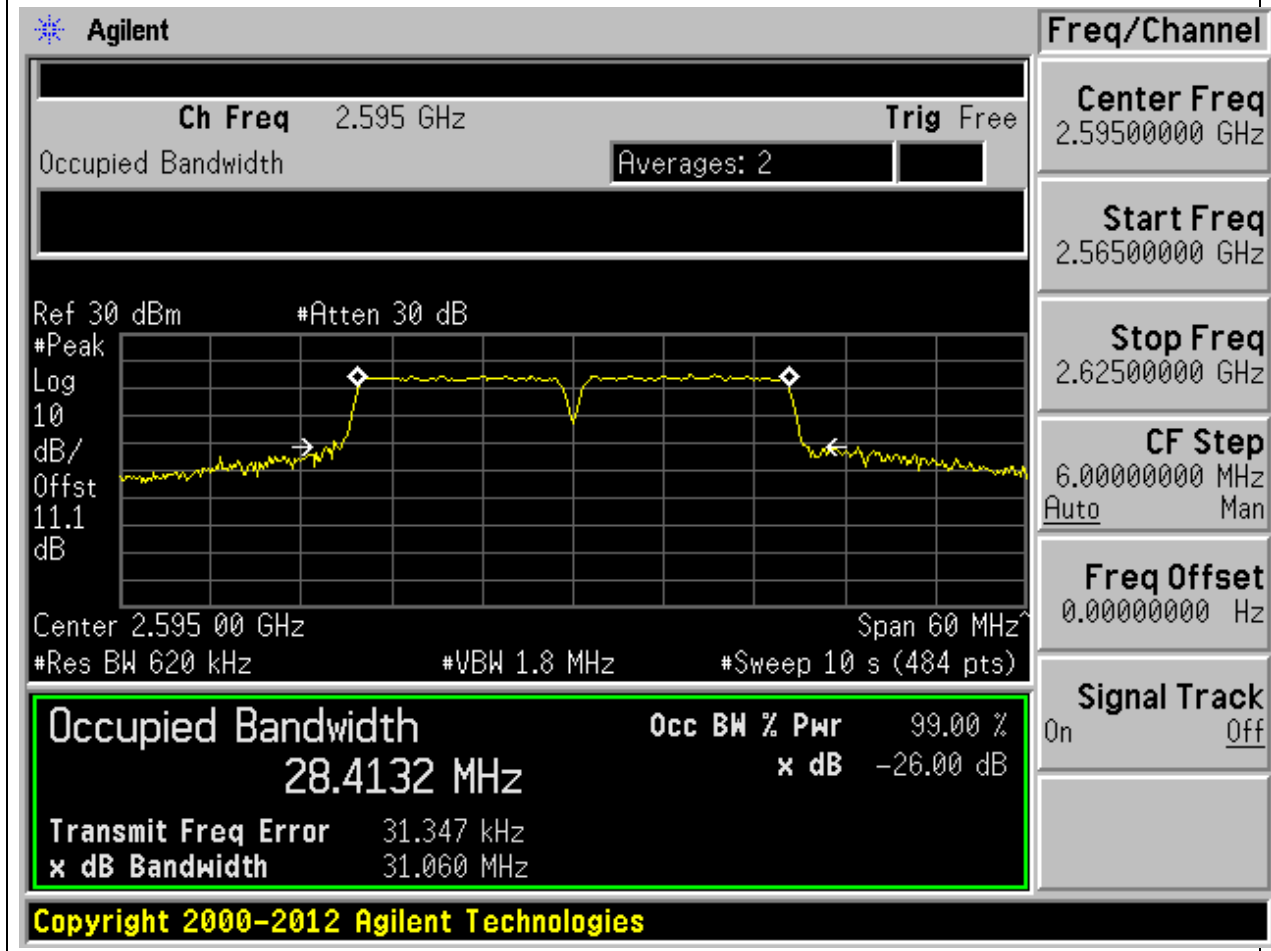 Agilent
Freq/Channel
Ch Freq 2.595 GHz Trig Free
Occupied Bandwidth Averages: 2
Center Freq
2.59500000 GHz
Start Freq
2.56500000 GHz
Stop Freq
2.62500000 GHz
CF Step
6.00000000 MHz
Auto Man
Freq Offset
0.00000000 Hz
Signal Track
On Off
Ref 30 dBm #Atten 30 dB
#Peak
Log
10
dB/
Offst
11.1
dB
Center 2.595 00 GHz Span 60 MHz^
#Res BW 620 kHz #VBW 1.8 MHz #Sweep 10 s (484 pts)
Occupied Bandwidth Occ BW % Pwr 99.00 %
28.4132 MHz x dB -26.00 dB
Transmit Freq Error 31.347 kHz
x dB Bandwidth 31.060 MHz
Copyright 2000-2012 Agilent Technologies